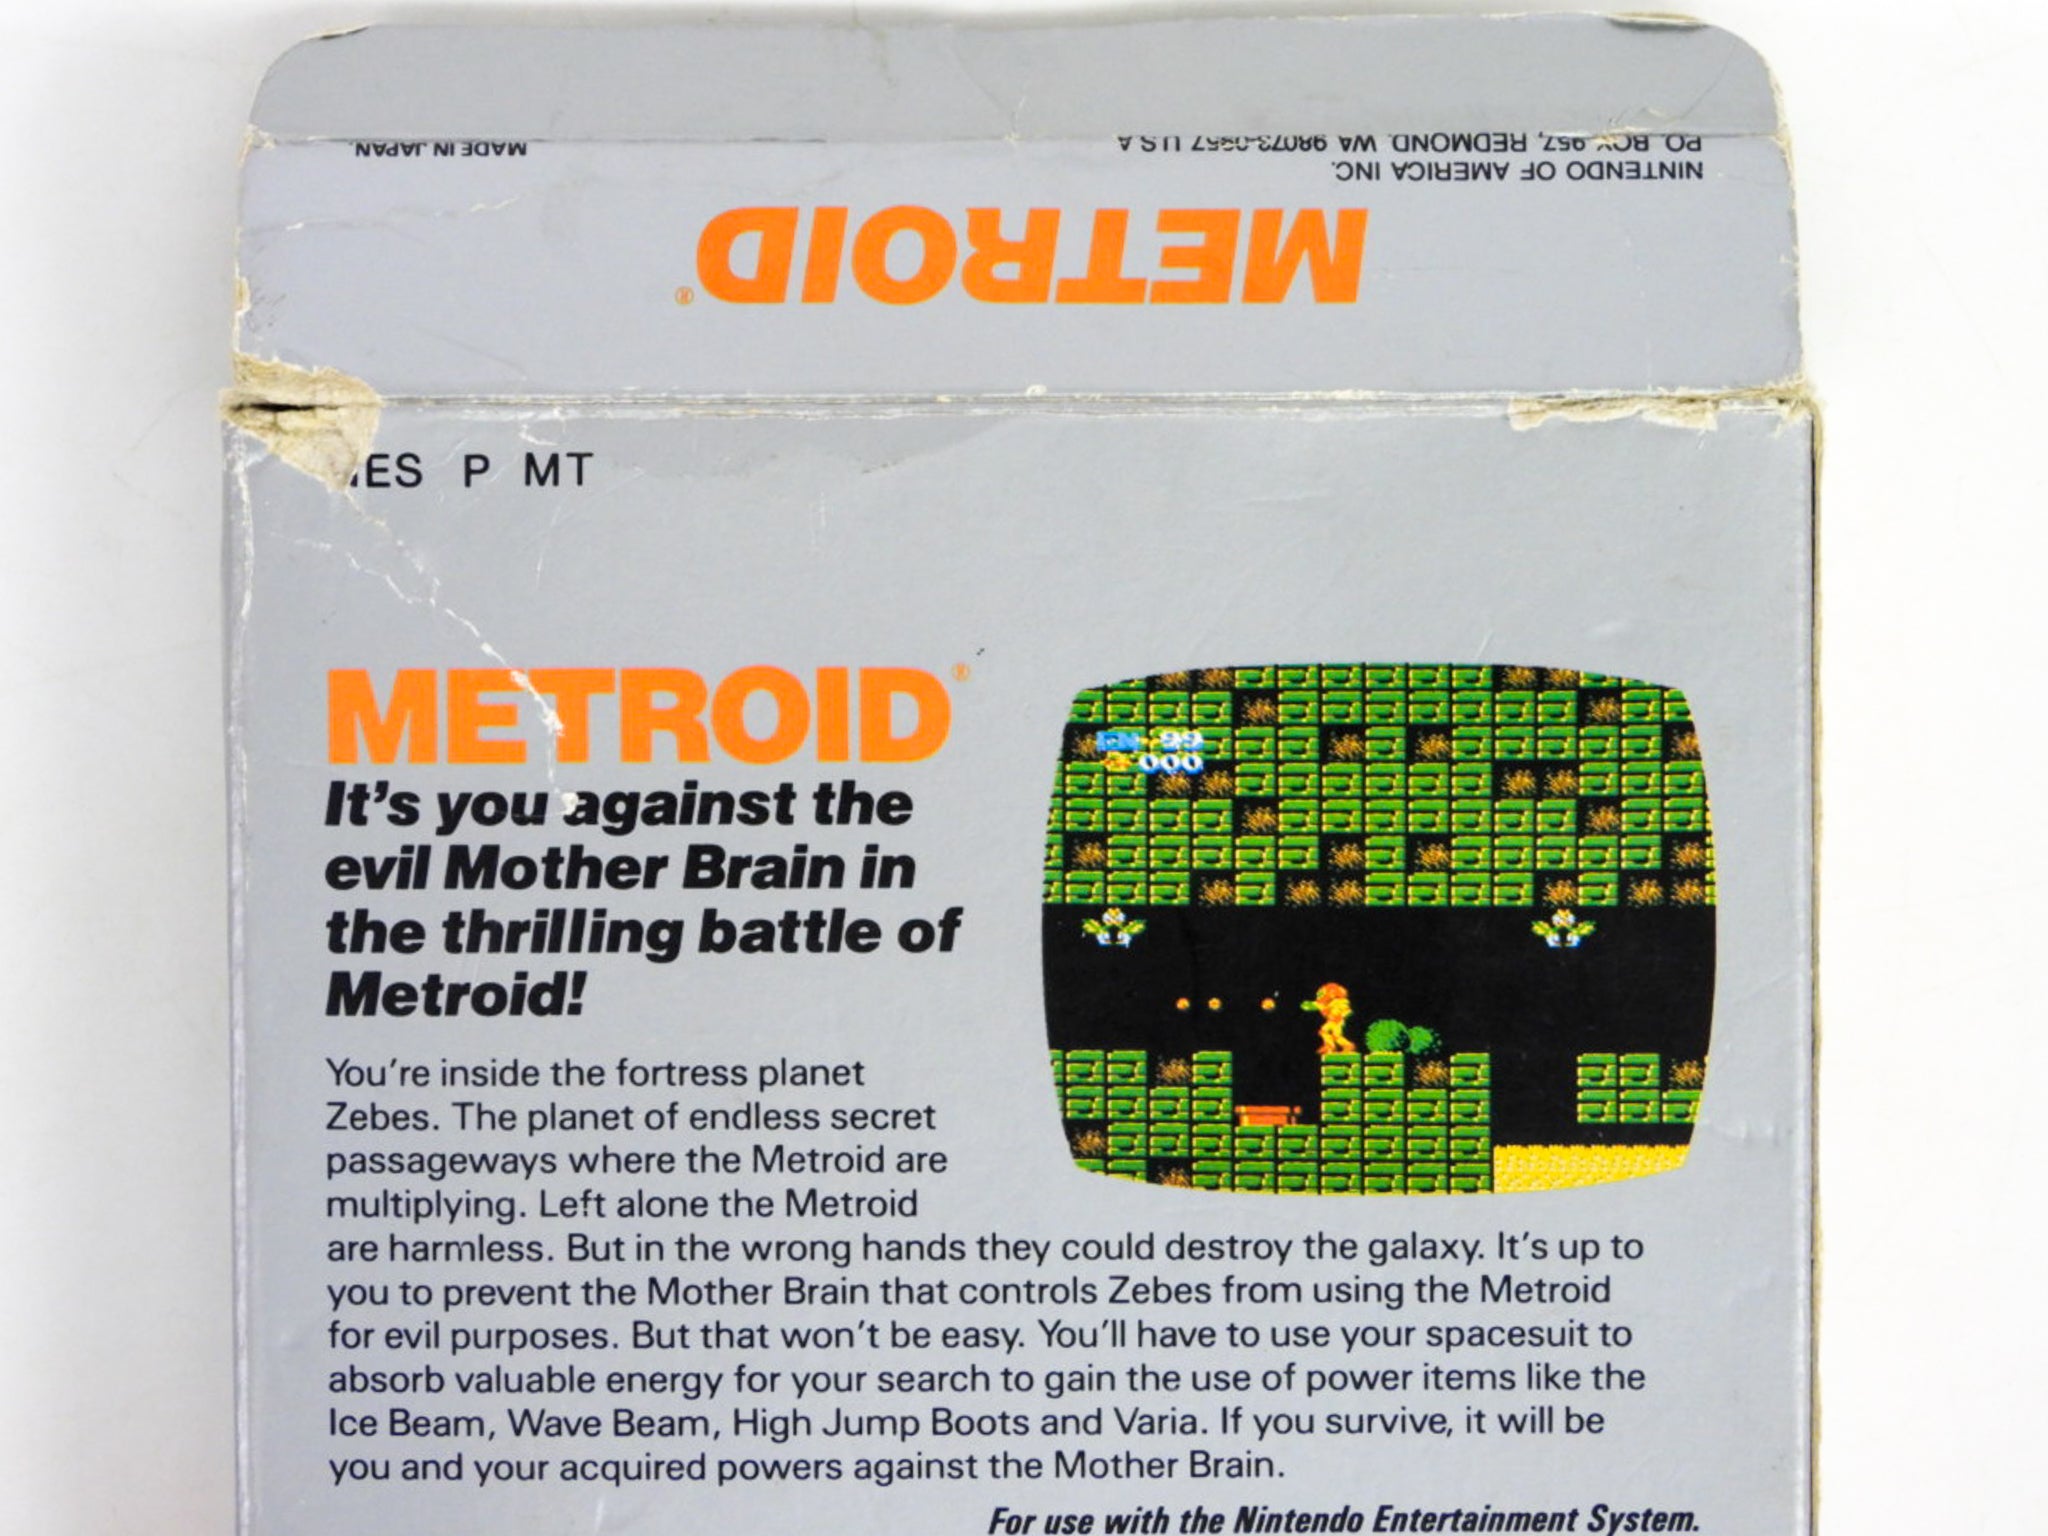 MADE IN JAPAN.
P.O. BOX 957, REDMOND, WA 98073-0957 U.S.A
NINTENDO OF AMERICA INC.
METROID®
P MT
METROID®
EN 99
000
It's you against the
evil Mother Brain in
the thrilling battle of
Metroid!
You're inside the fortress planet
Zebes. The planet of endless secret
passageways where the Metroid are
multiplying. Left alone the Metroid
are harmless. But in the wrong hands they could destroy the galaxy. It's up to
you to prevent the Mother Brain that controls Zebes from using the Metroid
for evil purposes. But that won't be easy. You'll have to use your spacesuit to
absorb valuable energy for your search to gain the use of power items like the
Ice Beam, Wave Beam, High Jump Boots and Varia. If you survive, it will be
you and your acquired powers against the Mother Brain.
For use with the Nintendo Entertainment System.